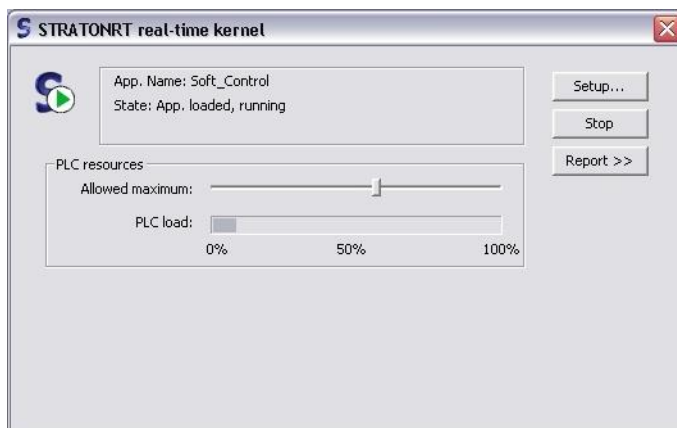 STRATONRT real-time kernel
App. Name: Soft_Control
State: App. loaded, running
Setup...
Stop
Report >>
PLC resources
Allowed maximum:
PLC load:
0% 50% 100%